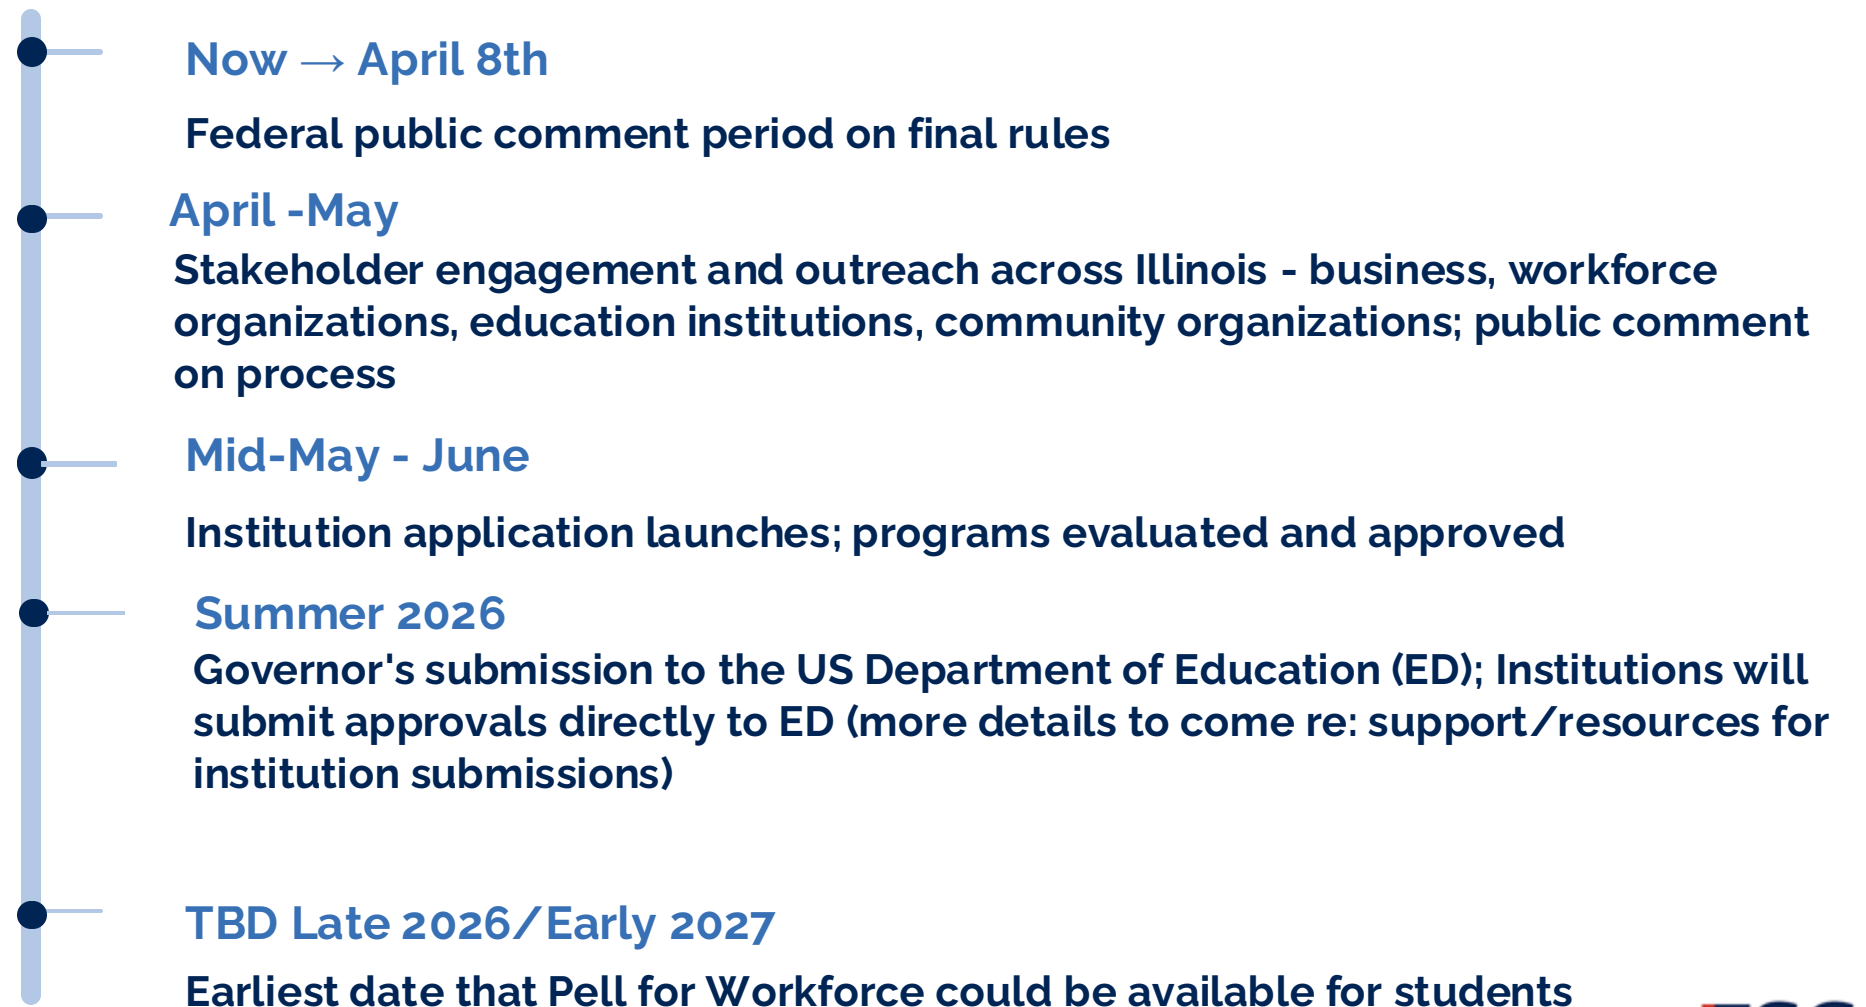 Now → April 8th
Federal public comment period on final rules
April -May
Stakeholder engagement and outreach across Illinois - business, workforce
organizations, education institutions, community organizations; public comment
on process
Mid-May - June
Institution application launches; programs evaluated and approved
Summer 2026
Governor's submission to the US Department of Education (ED); Institutions will
submit approvals directly to ED (more details to come re: support/resources for
institution submissions)
TBD Late 2026/Early 2027
Earliest date that Pell for Workforce could be available for students